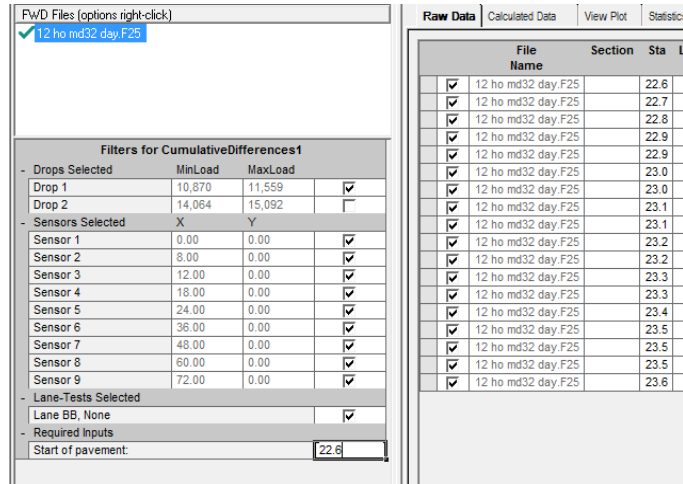 FWD Files (options right-click)
12 ho md32 day.F25
Filters for CumulativeDifferences1
- Drops Selected MinLoad MaxLoad
Drop 1 10,870 11,559
Drop 2 14,064 15,092
- Sensors Selected X Y
Sensor 1 0.00 0.00
Sensor 2 8.00 0.00
Sensor 3 12.00 0.00
Sensor 4 18.00 0.00
Sensor 5 24.00 0.00
Sensor 6 36.00 0.00
Sensor 7 48.00 0.00
Sensor 8 60.00 0.00
Sensor 9 72.00 0.00
- Lane-Tests Selected
Lane BB, None
- Required Inputs
Start of pavement: 22.6
Raw Data Calculated Data View Plot Statistic
File Name Section Sta L
12 ho md32 day.F25 22.6
12 ho md32 day.F25 22.7
12 ho md32 day.F25 22.8
12 ho md32 day.F25 22.9
12 ho md32 day.F25 22.9
12 ho md32 day.F25 23.0
12 ho md32 day.F25 23.0
12 ho md32 day.F25 23.1
12 ho md32 day.F25 23.1
12 ho md32 day.F25 23.2
12 ho md32 day.F25 23.2
12 ho md32 day.F25 23.3
12 ho md32 day.F25 23.3
12 ho md32 day.F25 23.4
12 ho md32 day.F25 23.5
12 ho md32 day.F25 23.5
12 ho md32 day.F25 23.5
12 ho md32 day.F25 23.6